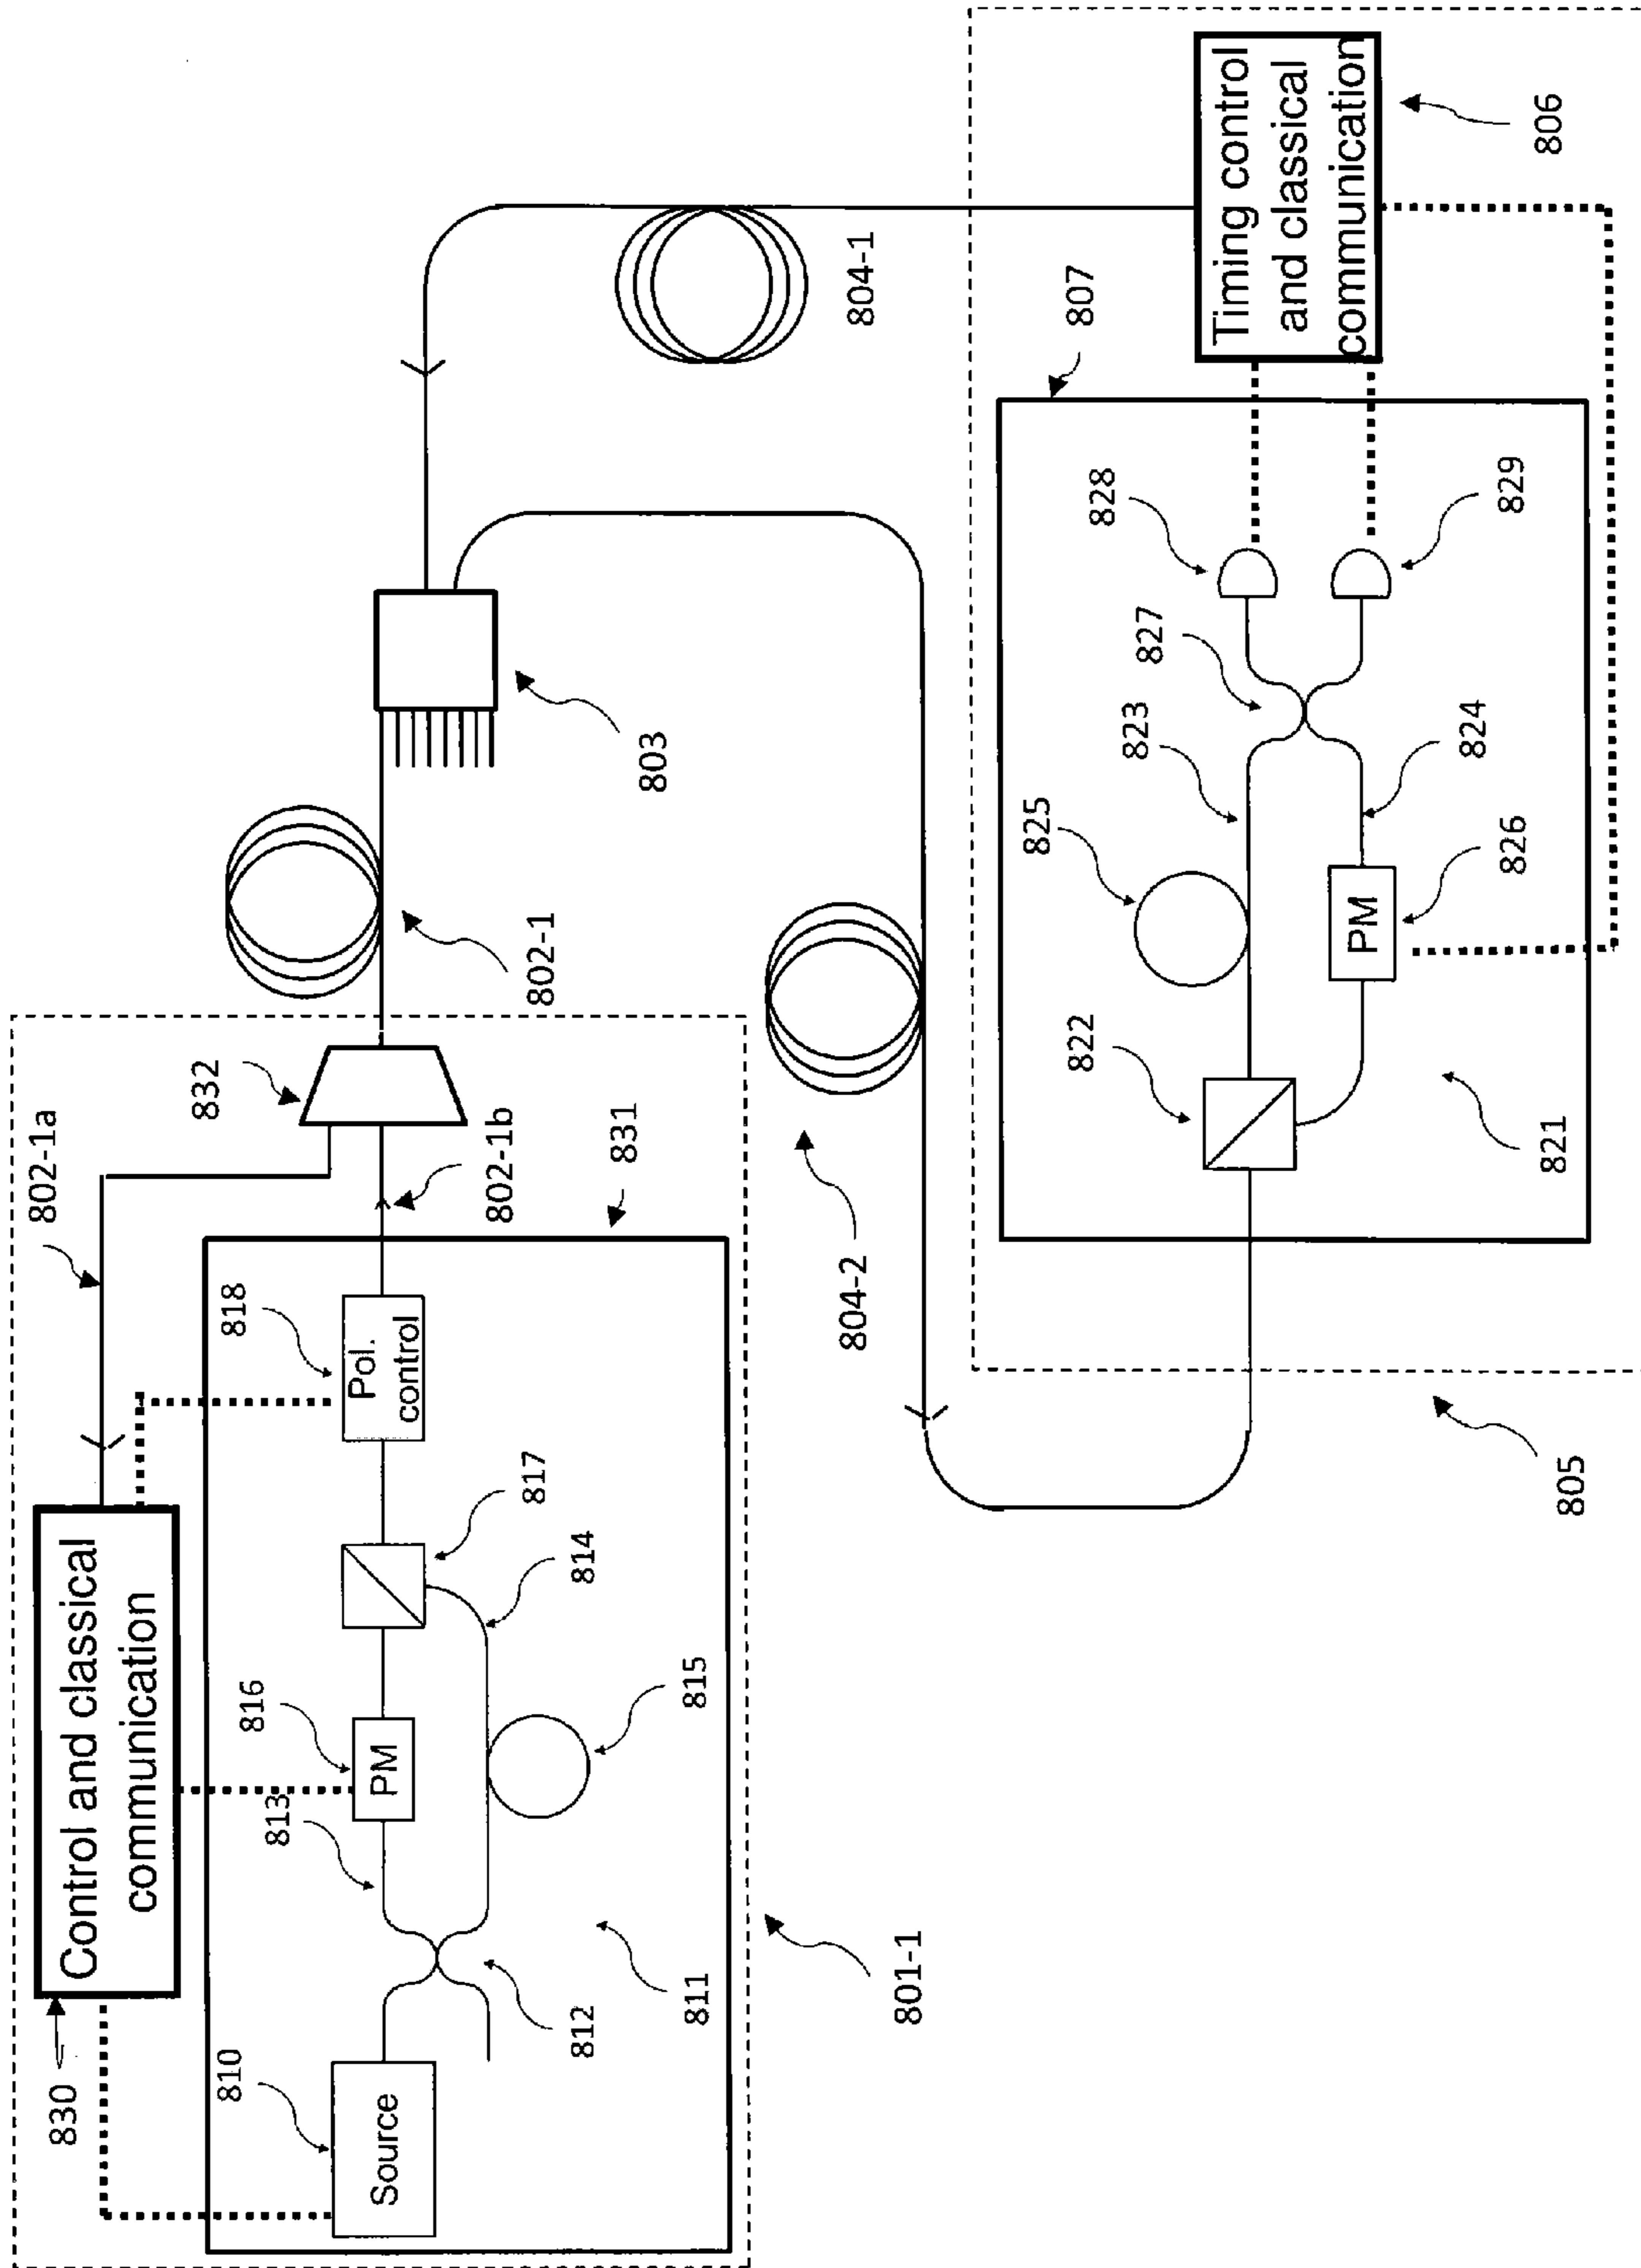 Control and classical
communication
830
802-1a
832
802-1b
831
802-1
803
804-1
804-2
810
Source
812
811
813
816
PM
815
814
817
818
Pol.
control
801-1
805
807
Timing control
and classical
communication
806
822
821
825
823
827
824
PM
826
828
829